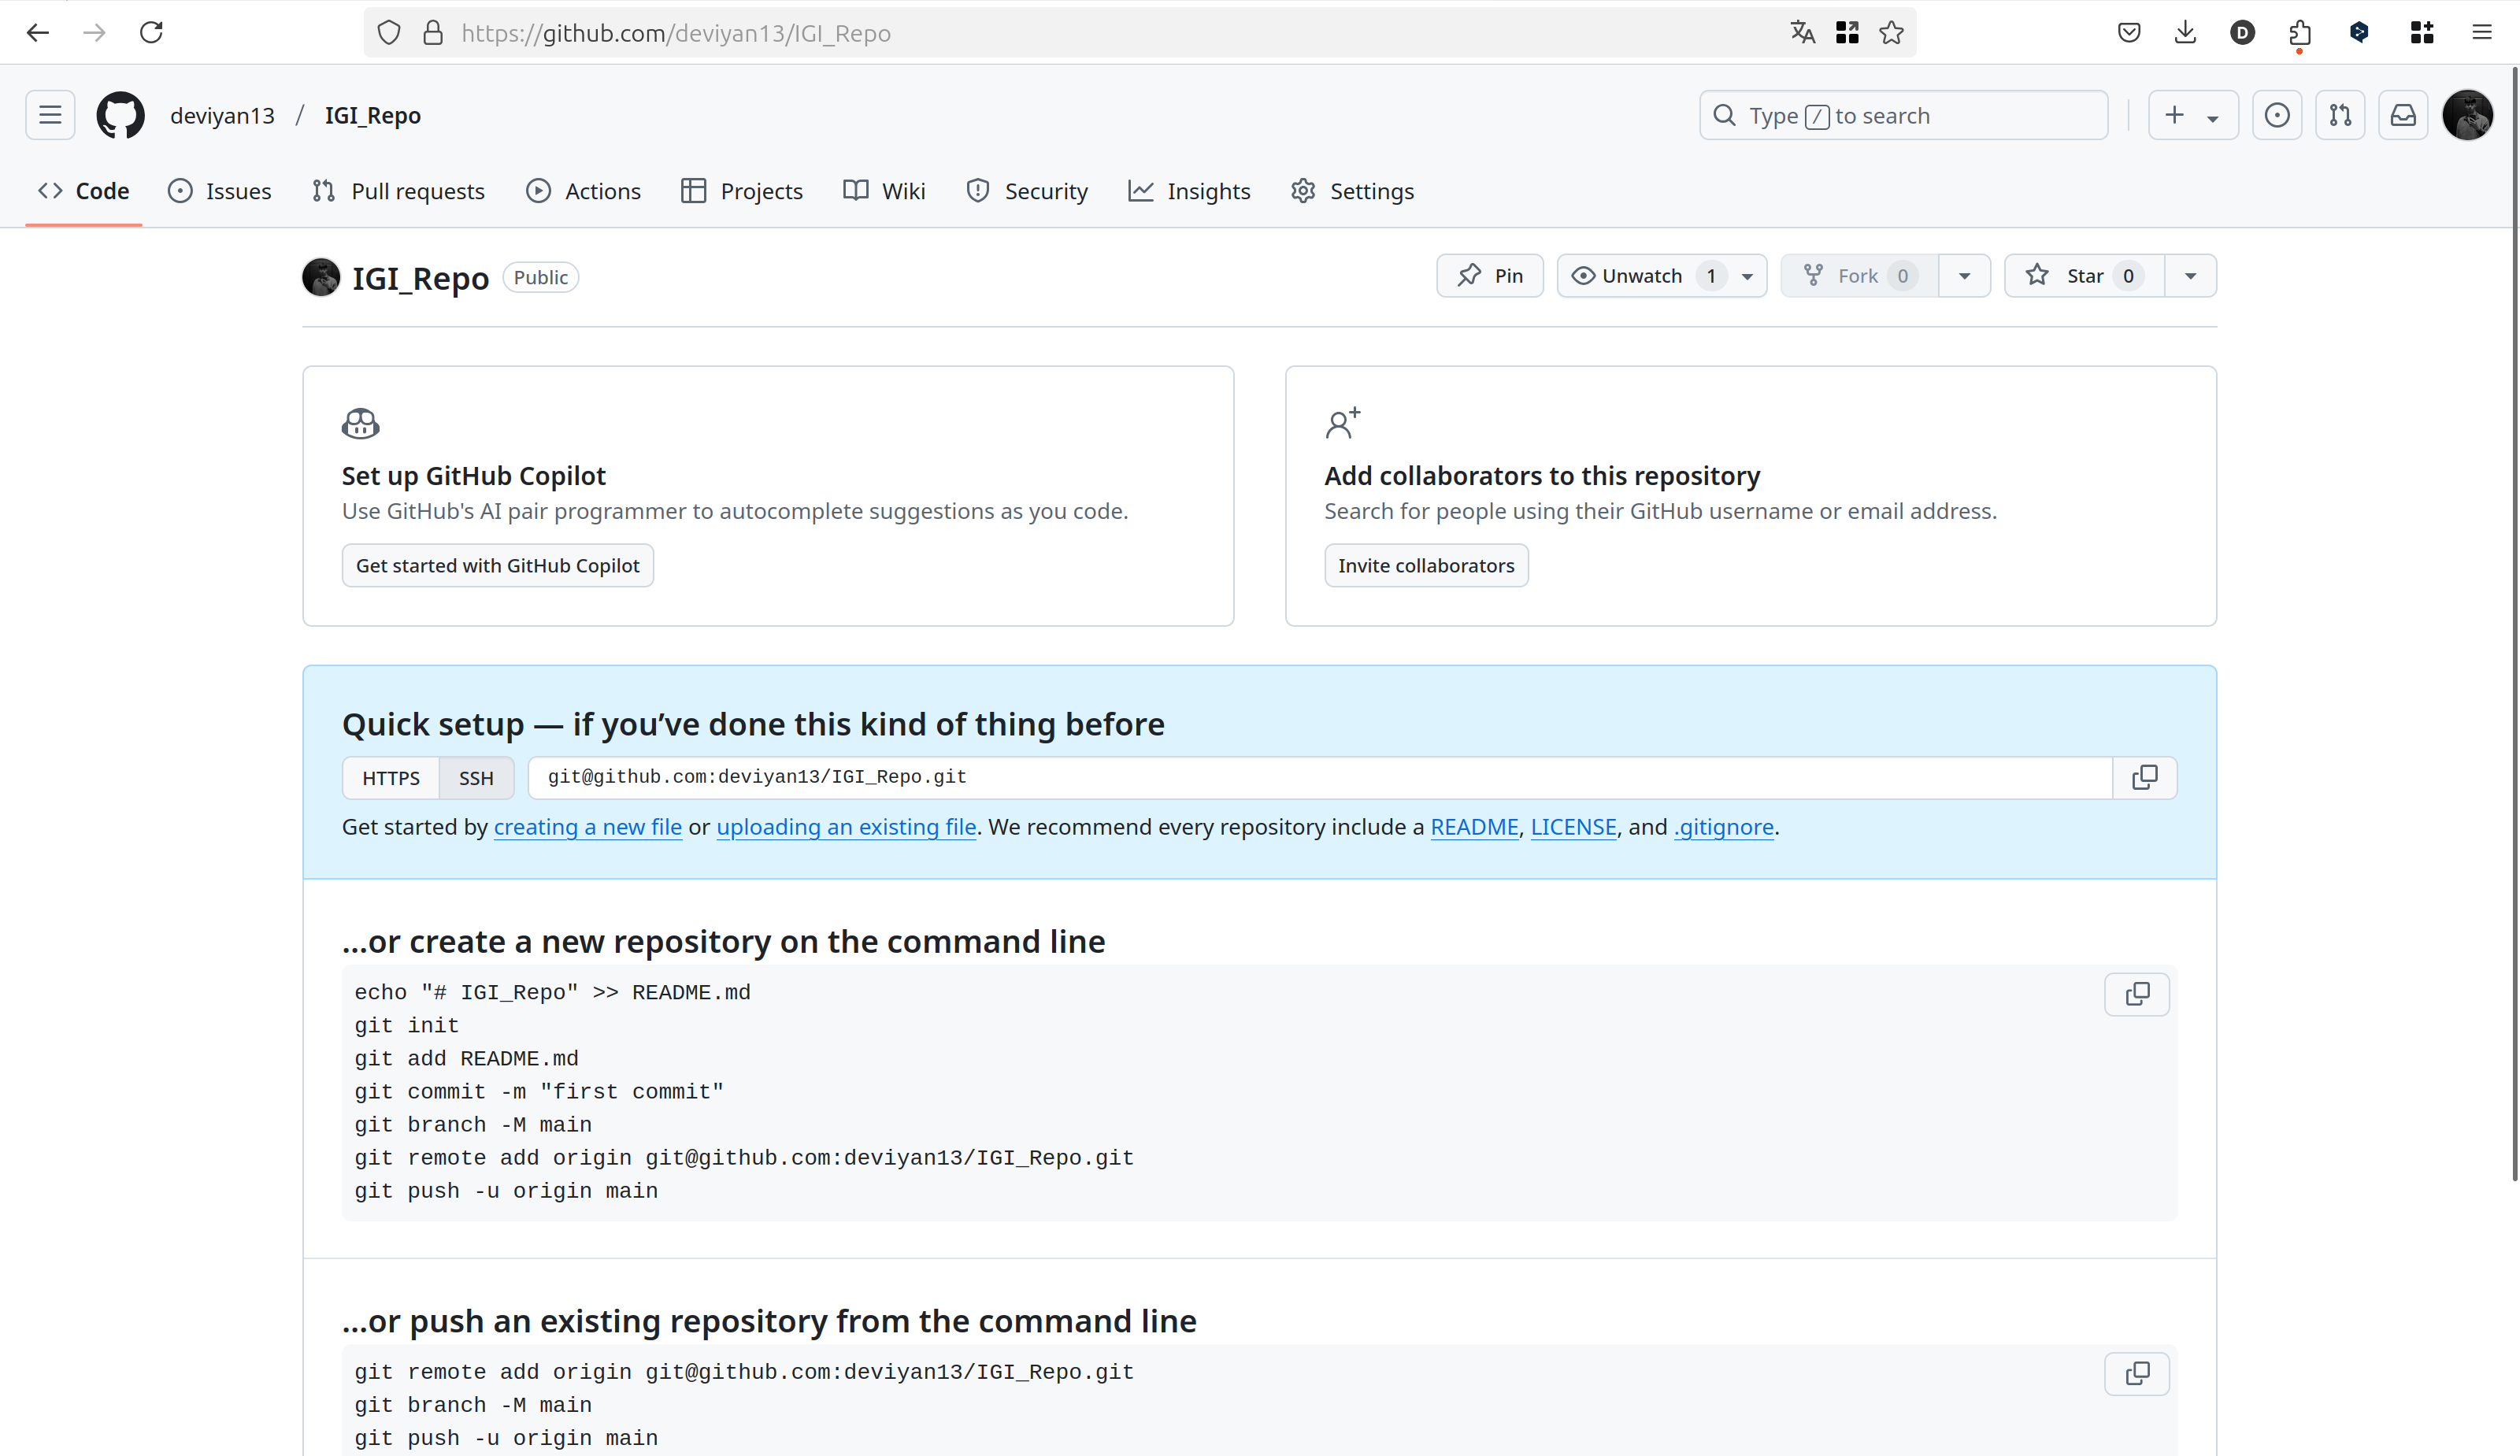 https://github.com/deviyan13/IGI_Repo
D
deviyan13 / IGI_Repo
Type / to search
Code Issues Pull requests Actions Projects Wiki Security Insights Settings
IGI_Repo Public
Pin Unwatch 1 Fork 0 Star 0
Set up GitHub Copilot
Use GitHub's AI pair programmer to autocomplete suggestions as you code.
Get started with GitHub Copilot
Add collaborators to this repository
Search for people using their GitHub username or email address.
Invite collaborators
Quick setup — if you’ve done this kind of thing before
HTTPS SSH git@github.com:deviyan13/IGI_Repo.git
Get started by creating a new file or uploading an existing file. We recommend every repository include a README, LICENSE, and .gitignore.
…or create a new repository on the command line
echo "# IGI_Repo" >> README.md
git init
git add README.md
git commit -m "first commit"
git branch -M main
git remote add origin git@github.com:deviyan13/IGI_Repo.git
git push -u origin main
…or push an existing repository from the command line
git remote add origin git@github.com:deviyan13/IGI_Repo.git
git branch -M main
git push -u origin main